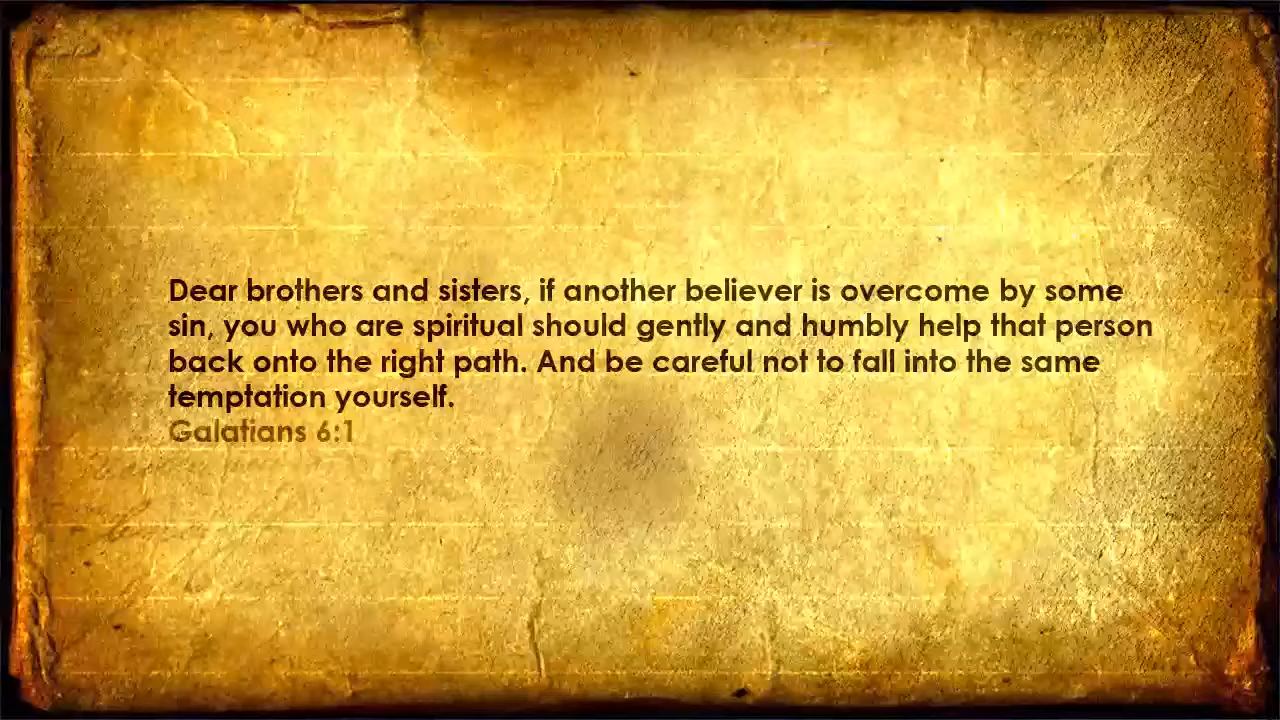 Dear brothers and sisters, if another believer is overcome by some
sin, you who are spiritual should gently and humbly help that person
back onto the right path. And be careful not to fall into the same
temptation yourself.
Galatians 6:1